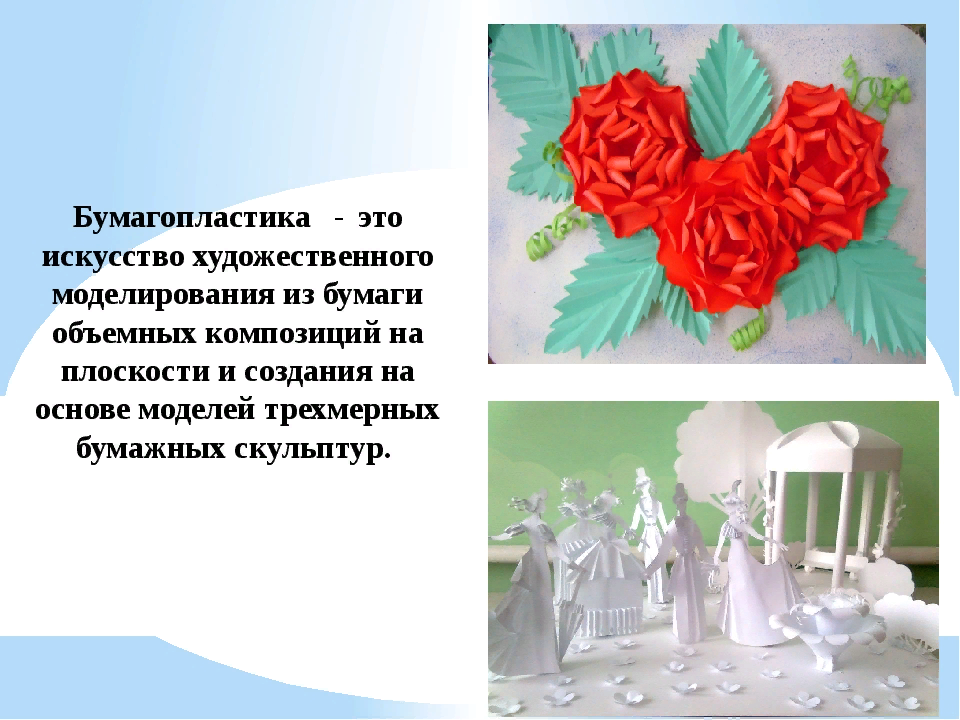 Бумагопластика - это
искусство художественного
моделирования из бумаги
объемных композиций на
плоскости и создания на
основе моделей трехмерных
бумажных скульптур.